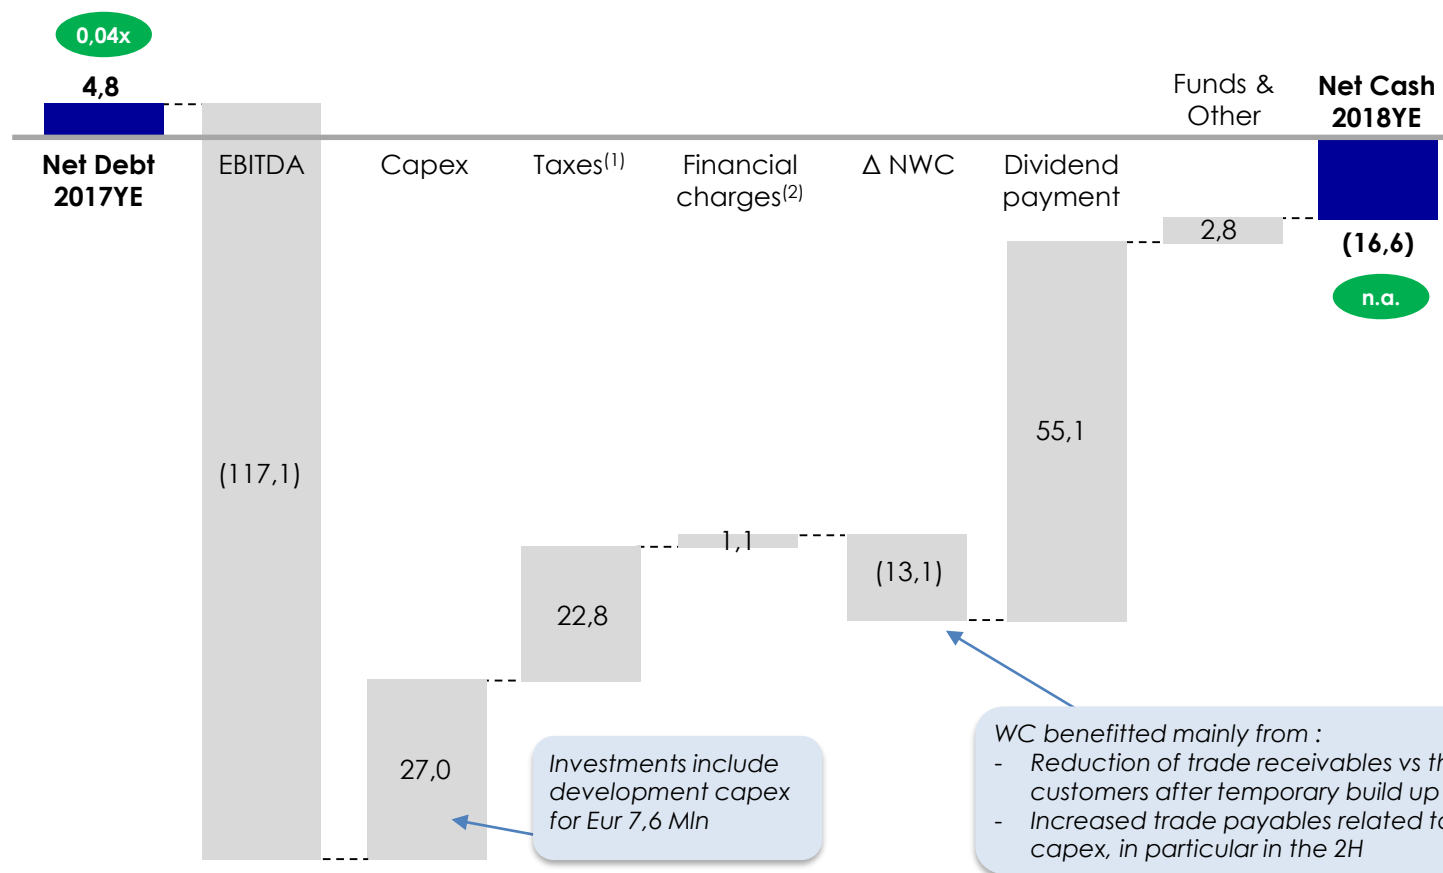 0,04x
4,8
Net Debt
2017YE
EBITDA
Capex
Taxes(1)
Financial
charges(2)
Δ NWC
Dividend
payment
Funds &
Other
Net Cash
2018YE
(117,1)
27,0
22,8
1,1
(13,1)
55,1
2,8
(16,6)
n.a.
Investments include
development capex
for Eur 7,6 Mln
WC benefitted mainly from :
- Reduction of trade receivables vs
customers after temporary build up
- Increased trade payables related
capex, in particular in the 2H